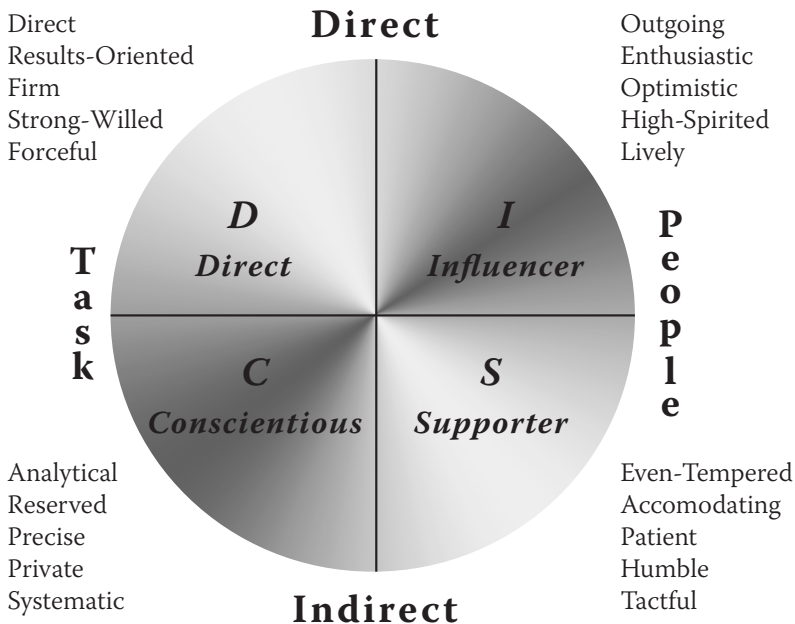 Direct
Direct
Results-Oriented
Firm
Strong-Willed
Forceful
Outgoing
Enthusiastic
Optimistic
High-Spirited
Lively
D
Direct
I
Influencer
Task
People
C
Conscientious
S
Supporter
Analytical
Reserved
Precise
Private
Systematic
Even-Tempered
Accomodating
Patient
Humble
Tactful
Indirect